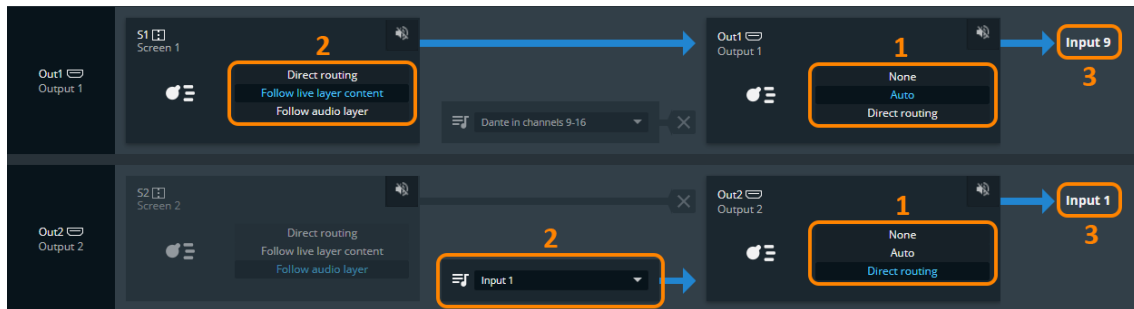 Out1
Output 1
S1
Screen 1
2
Direct routing
Follow live layer content
Follow audio layer
Dante in channels 9-16
Out1
Output 1
1
None
Auto
Direct routing
Input 9
3
Out2
Output 2
S2
Screen 2
Direct routing
Follow live layer content
Follow audio layer
2
Input 1
Out2
Output 2
1
None
Auto
Direct routing
Input 1
3